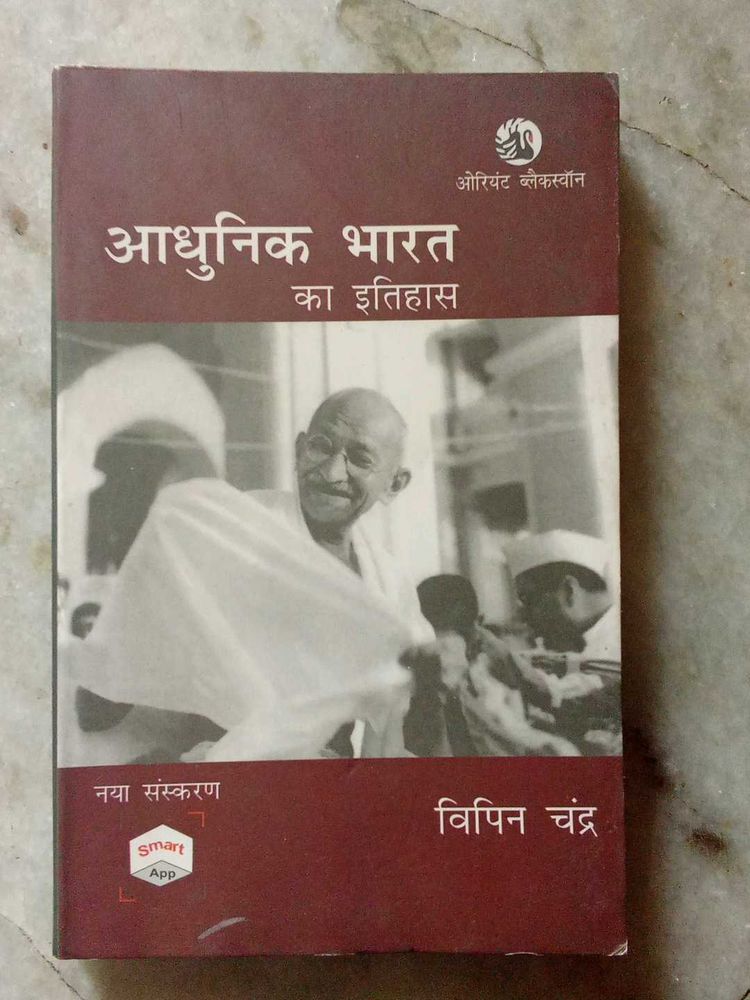 ओरियंट ब्लैकस्वॉन
आधुनिक भारत
का इतिहास
नया संस्करण
विपिन चंद्र
Smart
App